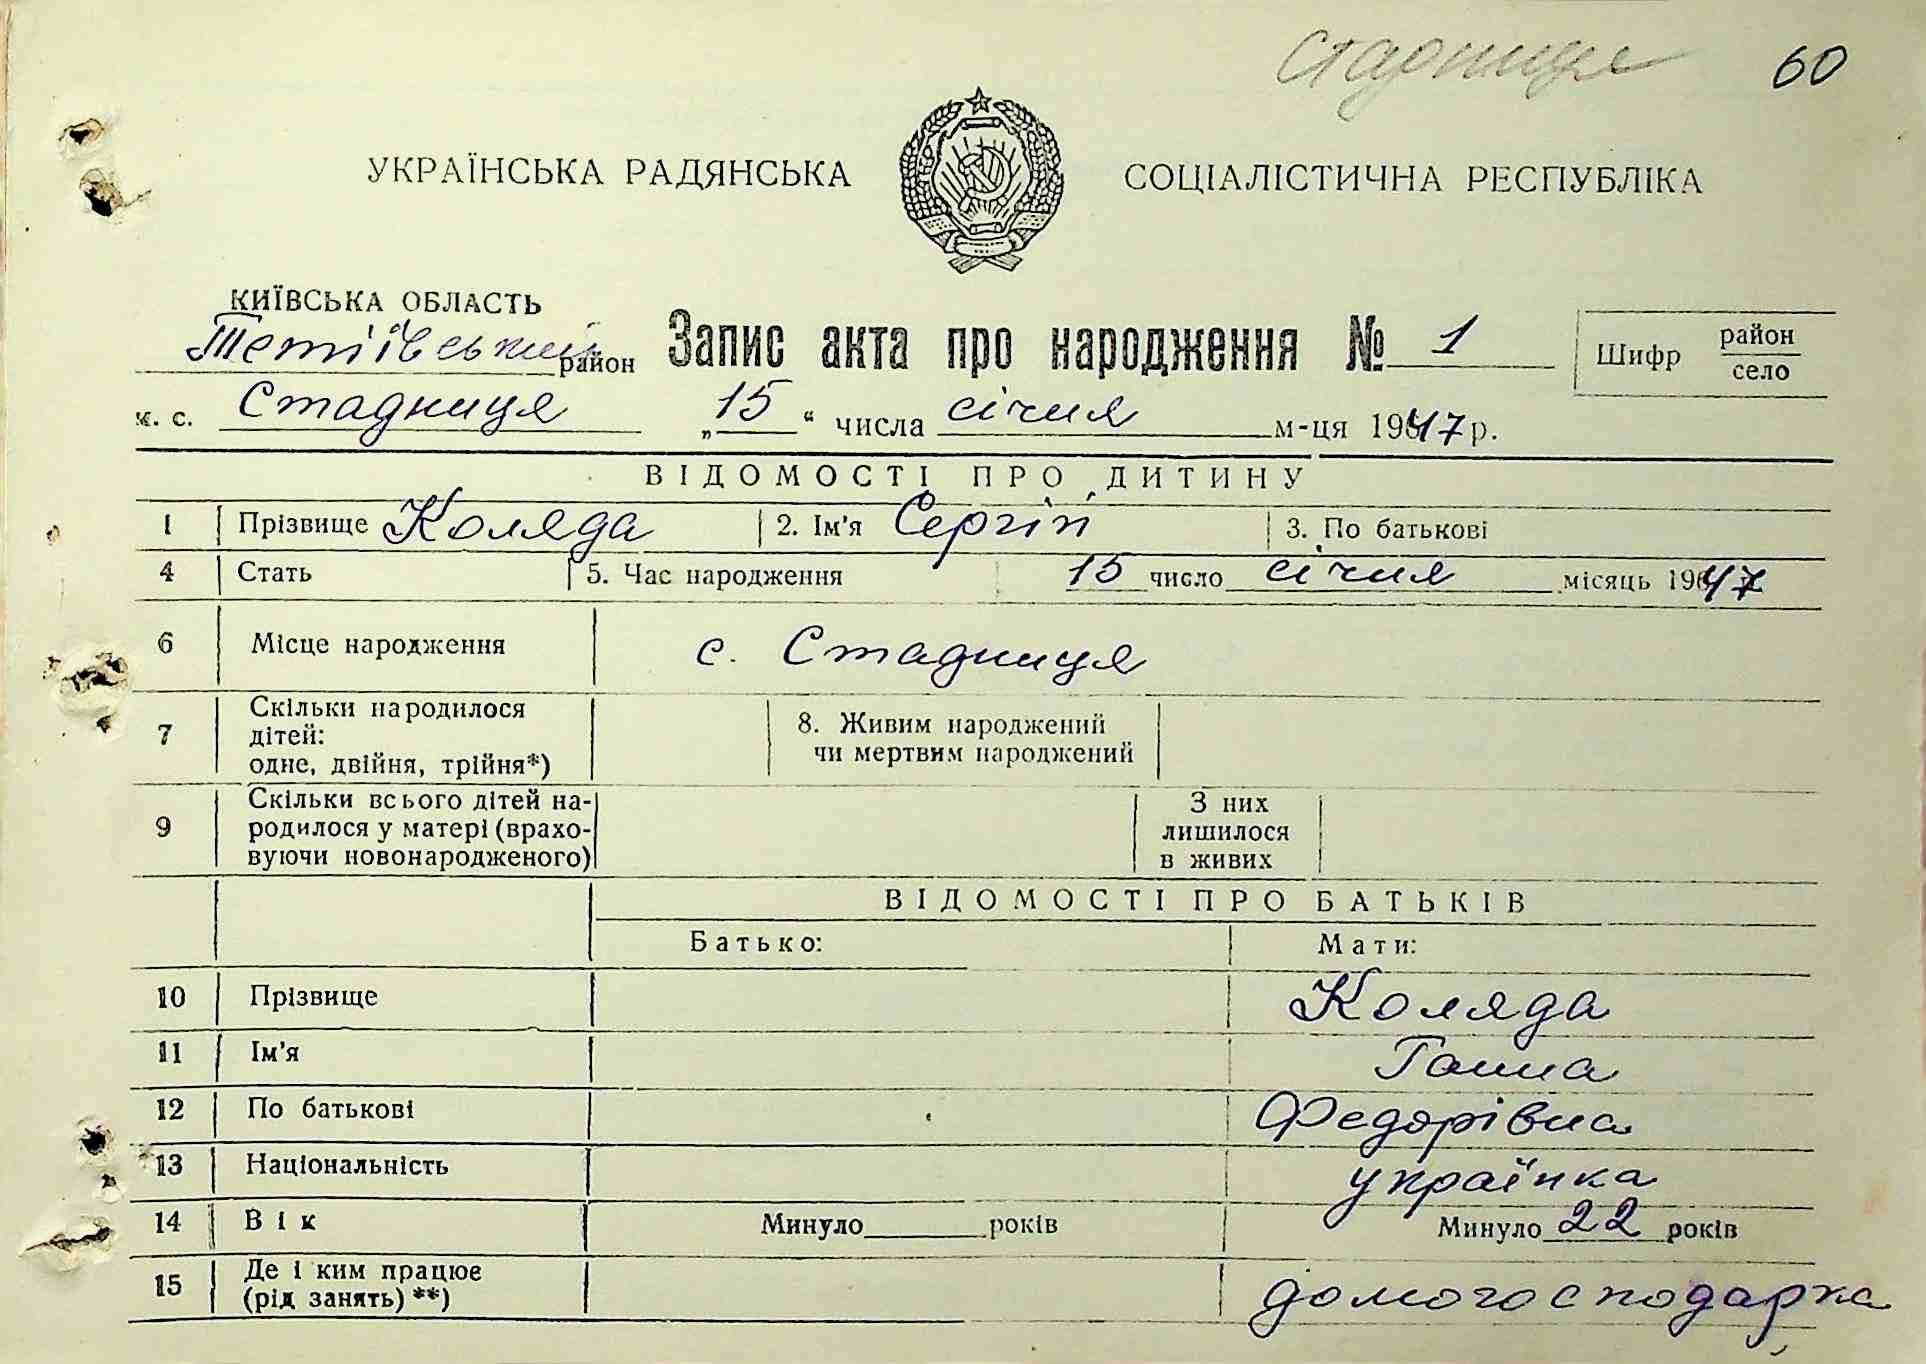 Стадниця 60
УКРАЇНСЬКА РАДЯНСЬКА СОЦІАЛІСТИЧНА РЕСПУБЛІКА
КИЇВСЬКА ОБЛАСТЬ
Тетіївський район
Запис акта про народження № 1
Шифр район село
м. с. Стадниця „15“ числа січня м-ця 1947 р.
ВІДОМОСТІ ПРО ДИТИНУ
1 Прізвище Коляда 2. Ім'я Сергій 3. По батькові
4 Стать 5. Час народження 15 число січня місяць 1947
6 Місце народження с. Стадниця
7 Скільки народилося
дітей:
одне, двійня, трійня*)
8. Живим народжений
чи мертвим народжений
9 Скільки всього дітей на-
родилося у матері (врахо-
вуючи новонародженого)
З них
лишилося
в живих
ВІДОМОСТІ ПРО БАТЬКІВ
Батько: Мати:
10 Прізвище Коляда
11 Ім'я Ганна
12 По батькові Федорівна
13 Національність українка
14 Вік Минуло років Минуло 22 років
15 Де і ким працює
(рід занять) **) домогосподарка